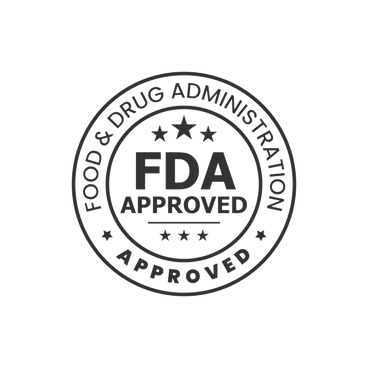 FOOD & DRUG ADMINISTRATION
FDA
APPROVED
APPROVED